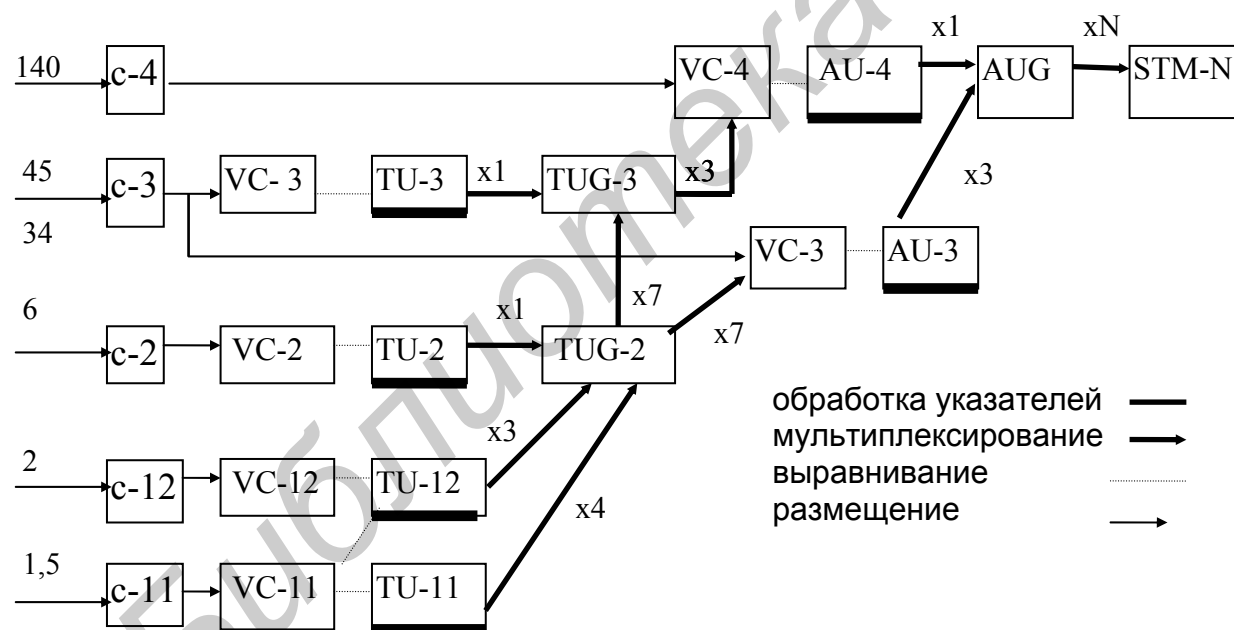 x1
xN
140
c-4
VC-4
AU-4
AUG
STM-N
45
c-3
VC- 3
TU-3
x1
TUG-3
x3
x3
34
VC-3
AU-3
6
x1
x7
x7
c-2
VC-2
TU-2
TUG-2
обработка указателей
мультиплексирование
выравнивание
размещение
x3
2
c-12
VC-12
TU-12
x4
1,5
c-11
VC-11
TU-11
Библиотека